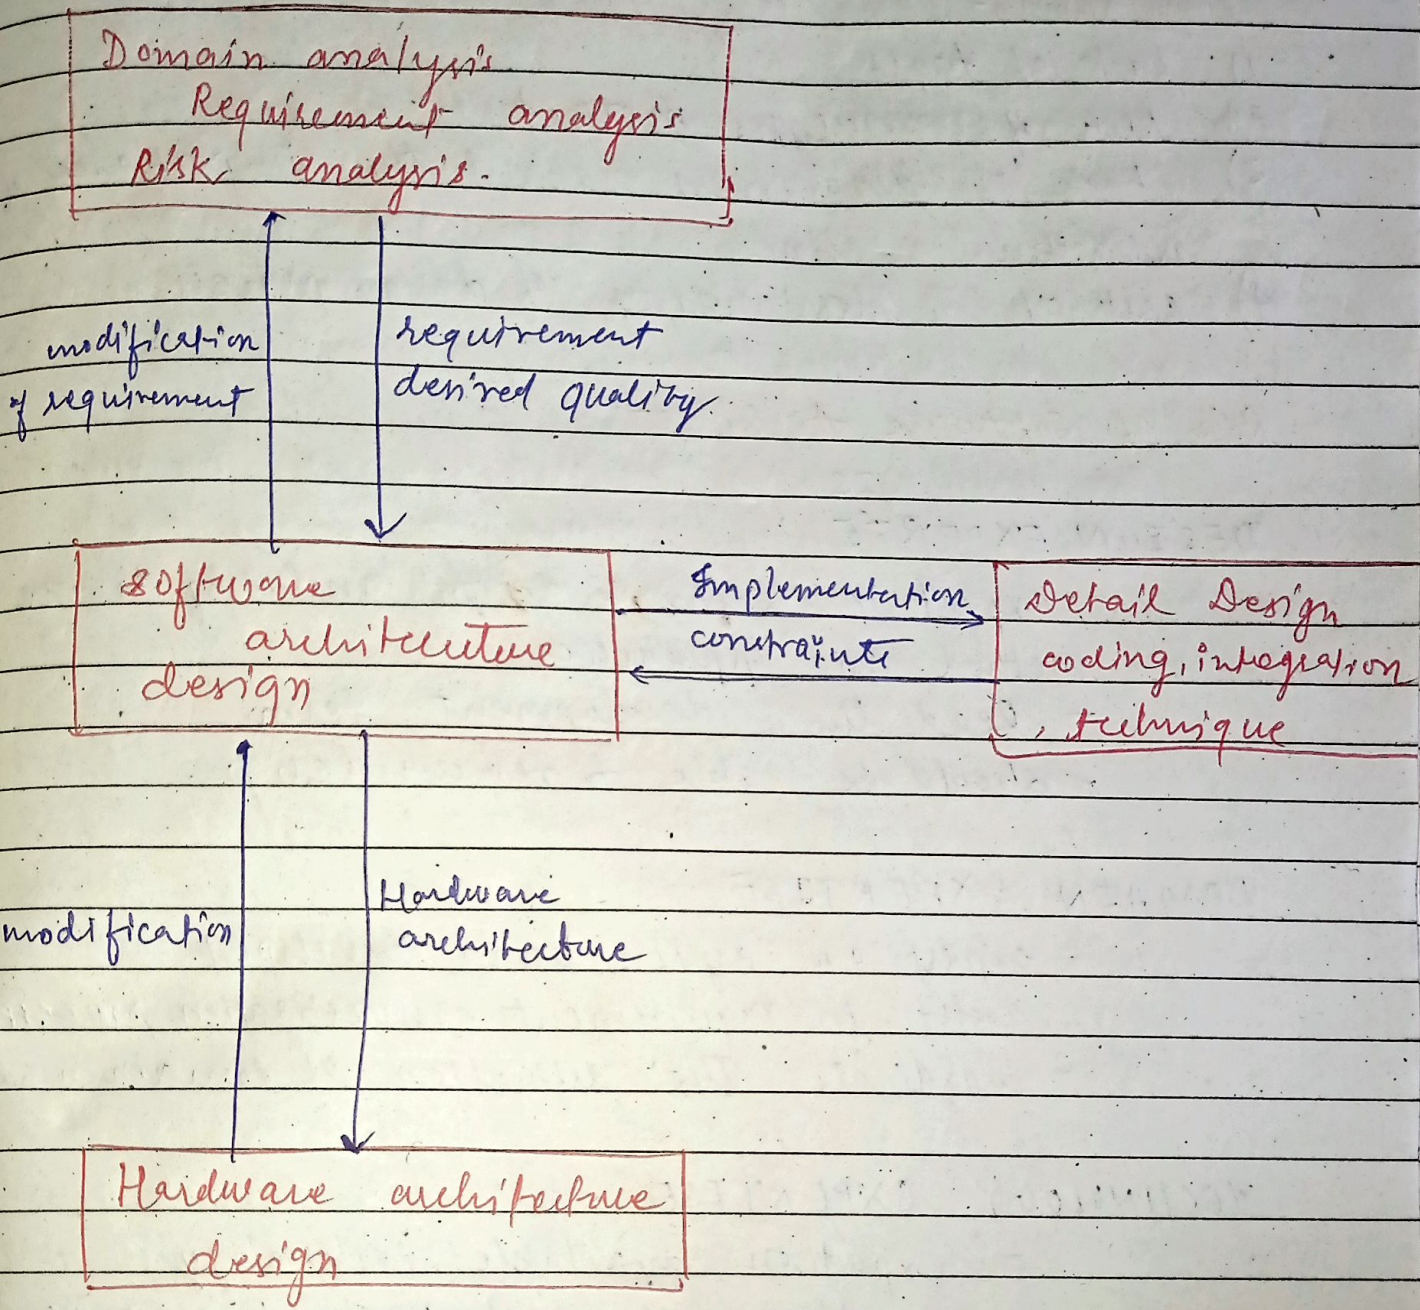 Domain analysis
Requirement analysis
Risk analysis.
modification
of requirement
requirement
desired quality.
software
architecture
design
Implementation
constraints
Detail Design
coding, integration
, technique
modification
Hardware
architecture
Hardware architecture
design